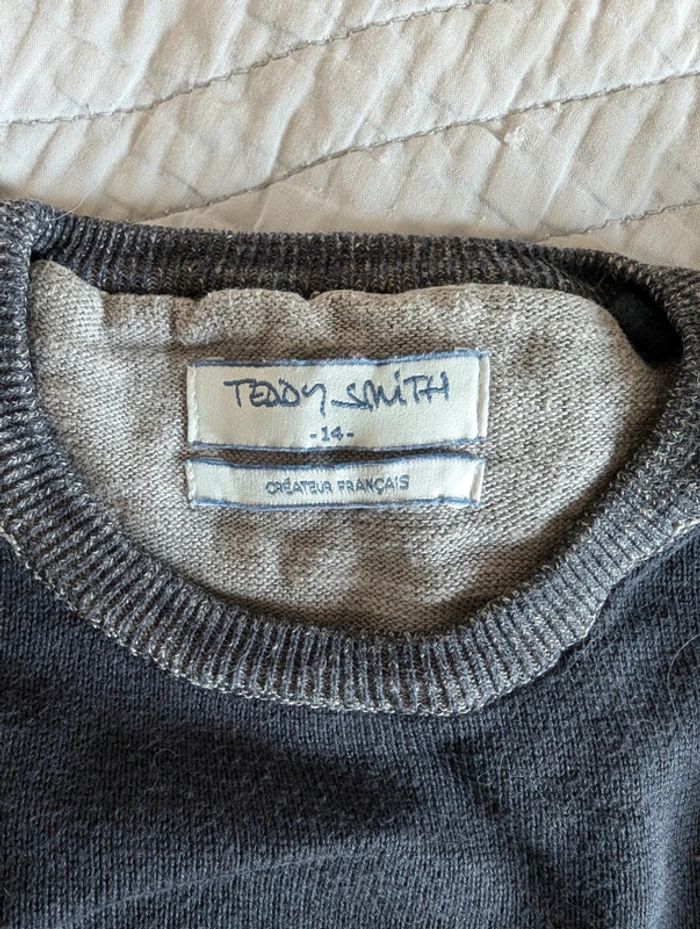 TEDDY SMITH
-14-
CRÉATEUR FRANÇAIS